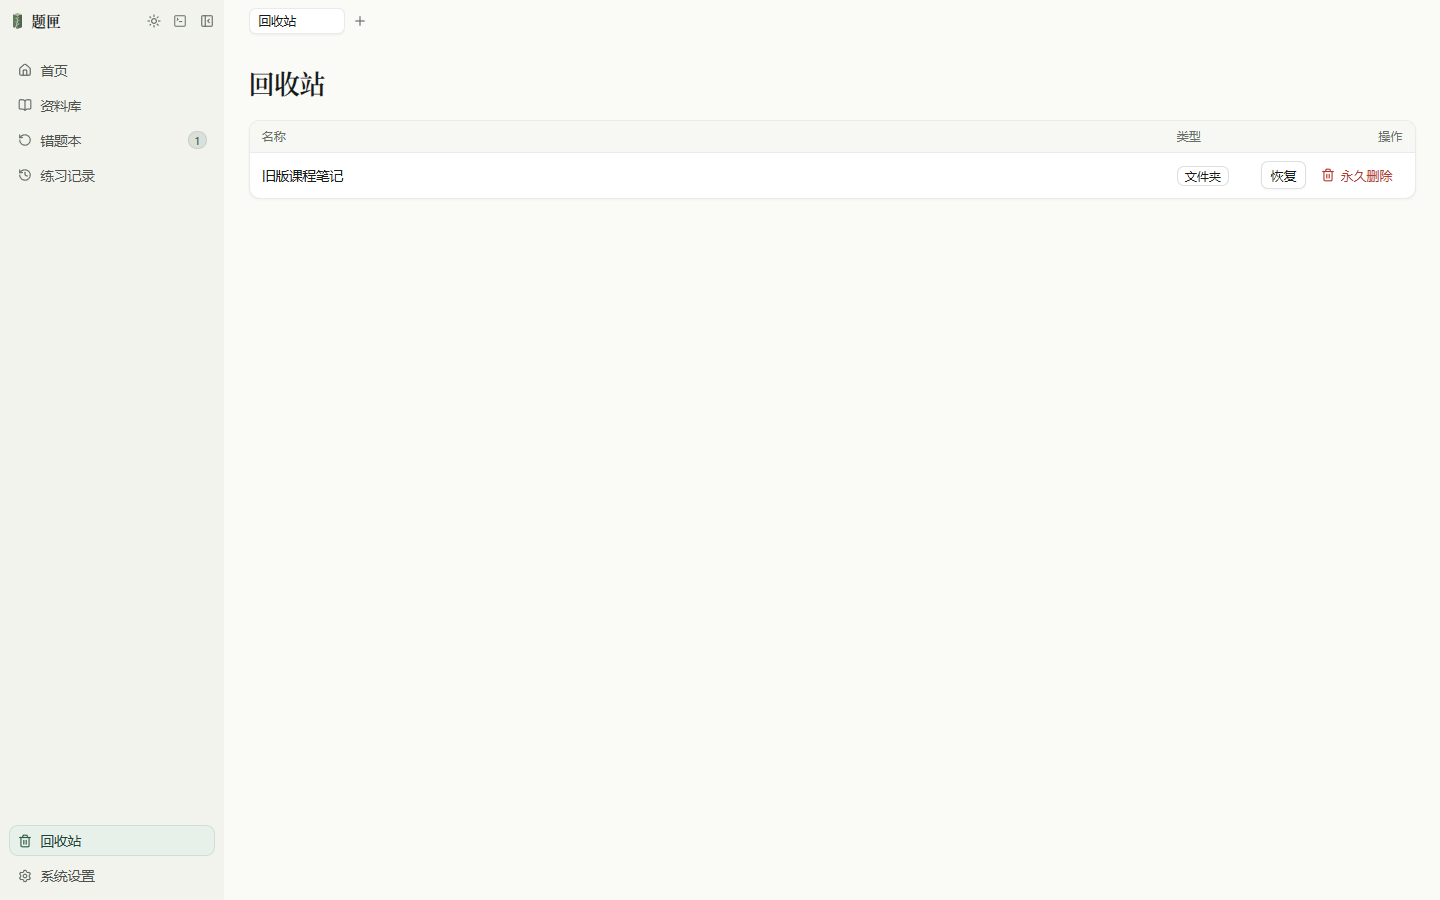 题匣
首页
资料库
错题本 1
练习记录
回收站
系统设置
回收站
回收站
名称 类型 操作
旧版课程笔记 文件夹 恢复 永久删除